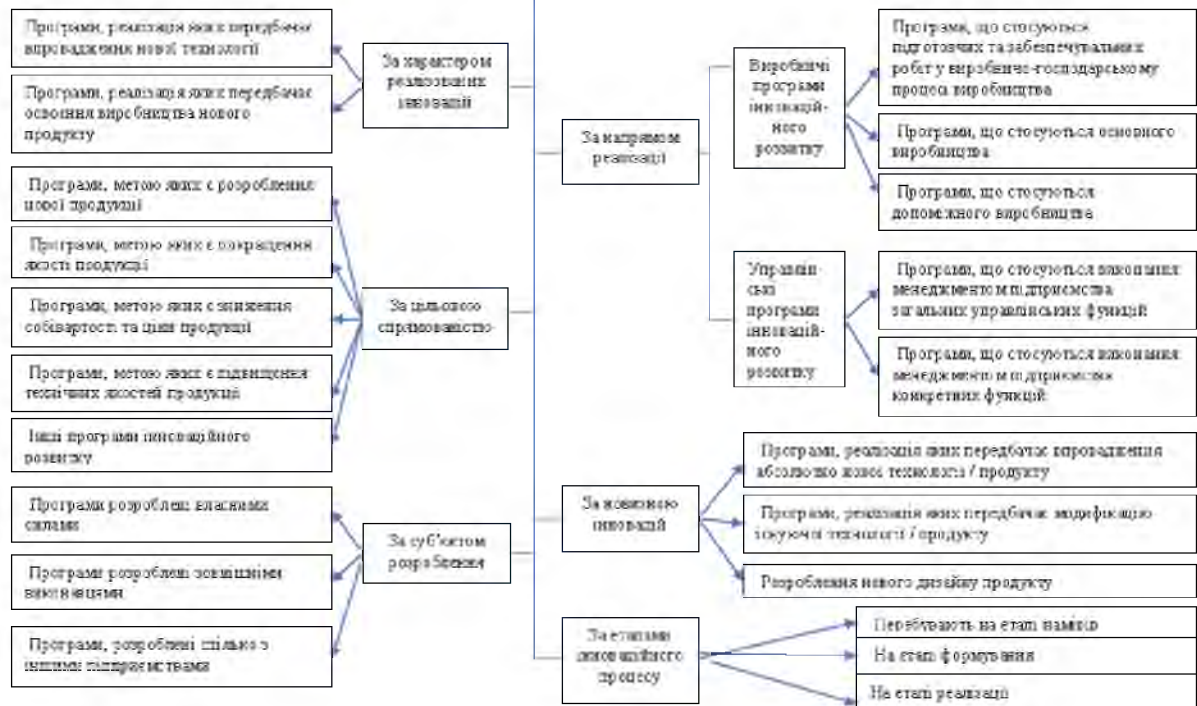 Програми, реалізація яких передбачає
впровадження нової технології
Програми, реалізація яких передбачає
освоїння виробництва нового
продукту
За характером
реалізованих
інновацій
Програми, метою яких є розроблення
нової продукції
Програми, метою яких є покращення
якості продукції
Програми, метою яких є зниження
собівартості та ціни продукції
Програми, метою яких є підвищення
технічних якостей продукції
Інші програми інноваційного
розвитку
За цільовою
спрямованістю
Програми розроблені власними
силами
Програми розроблені зовнішніми
виконавцями
Програми, розроблені спільно з
іншими підприємствами
За суб'єктом
розроблення
За напрямом
реалізації
Виробничі
програми
інновацій-
ного
розвитку
Програми, що стосуються
підготовчих та забезпечувальних
робіт у виробничо-господарському
процесі виробництва
Програми, що стосуються основного
виробництва
Програми, що стосуються
допоміжного виробництва
Управлін-
ські
програми
інновацій-
ного
розвитку
Програми, що стосуються виконання
менеджментом підприємства
загальних управлінських функцій
Програми, що стосуються виконання
менеджментом підприємства
конкретних функцій
За новизною
інновацій
Програми, реалізація яких передбачає впровадження
абсолютно нової технології / продукту
Програми, реалізація яких передбачає модифікацію
існуючої технології / продукту
Розроблення нового дизайну продукту
За етапами
інноваційного
процесу
Перебувають на етапі намірів
На етапі формування
На етапі реалізації